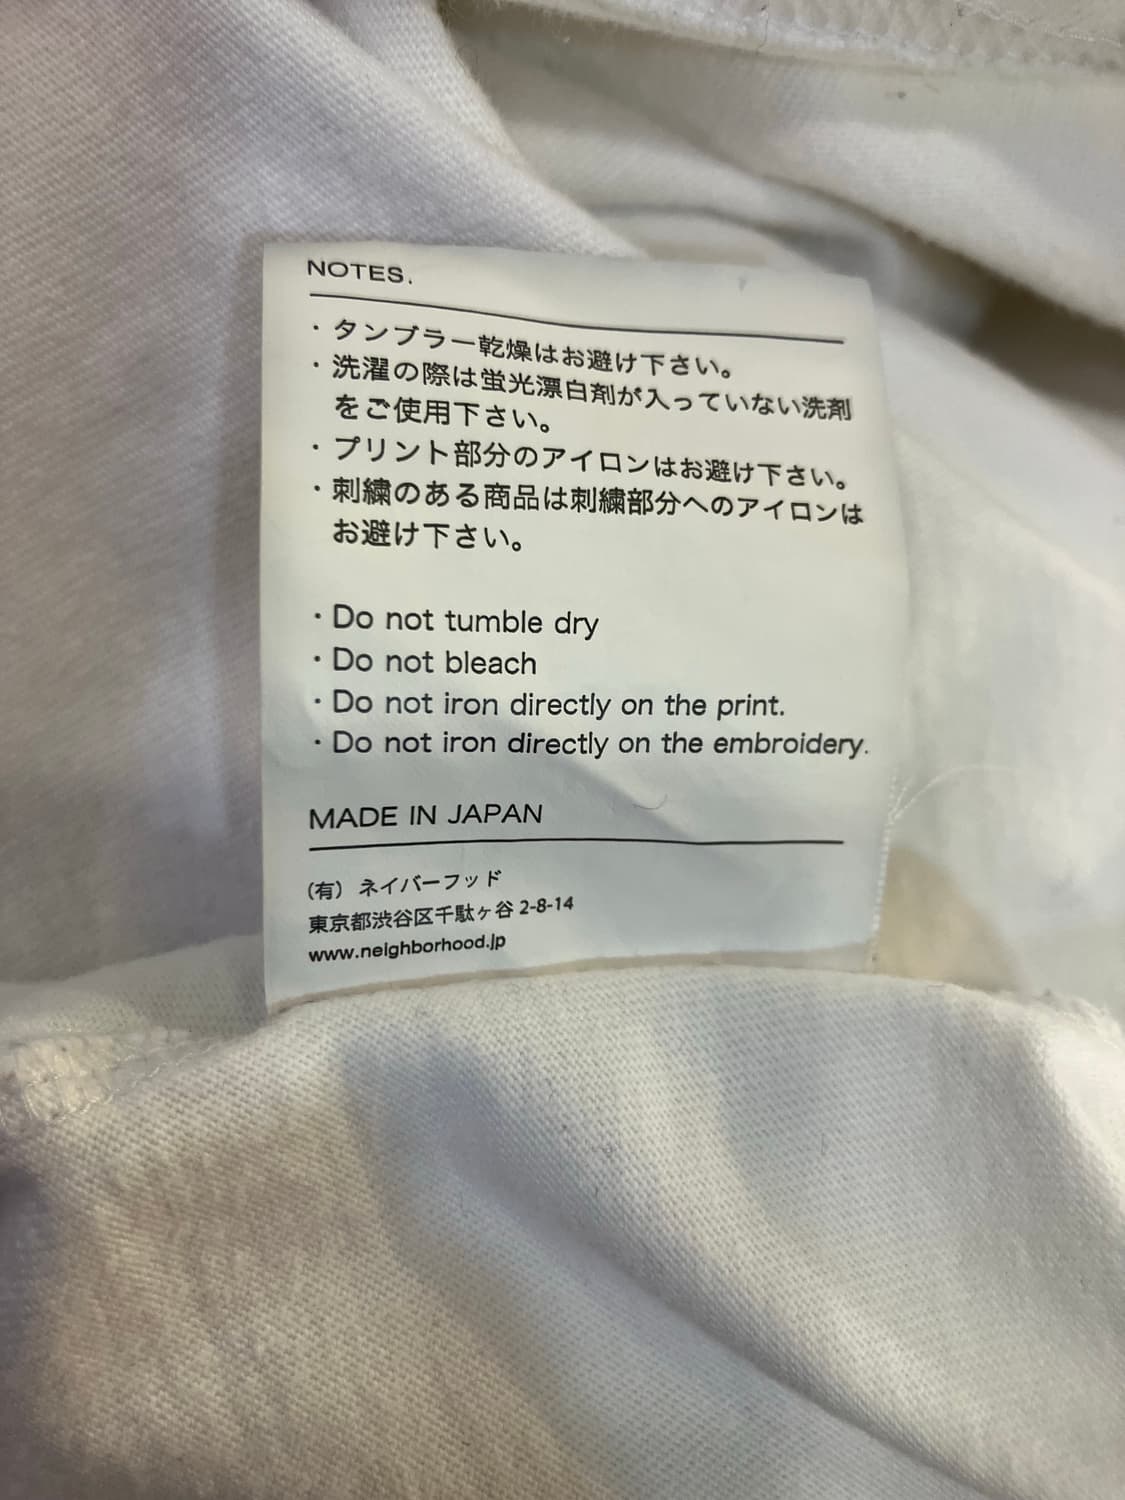 NOTES.
・タンブラー乾燥はお避け下さい。
・洗濯の際は蛍光漂白剤が入っていない洗剤
をご使用下さい。
・プリント部分のアイロンはお避け下さい。
・刺繍のある商品は刺繍部分へのアイロンは
お避け下さい。
・Do not tumble dry
・Do not bleach
・Do not iron directly on the print.
・Do not iron directly on the embroidery.
MADE IN JAPAN
(有) ネイバーフッド
東京都渋谷区千駄ヶ谷 2-8-14
www.neighborhood.jp